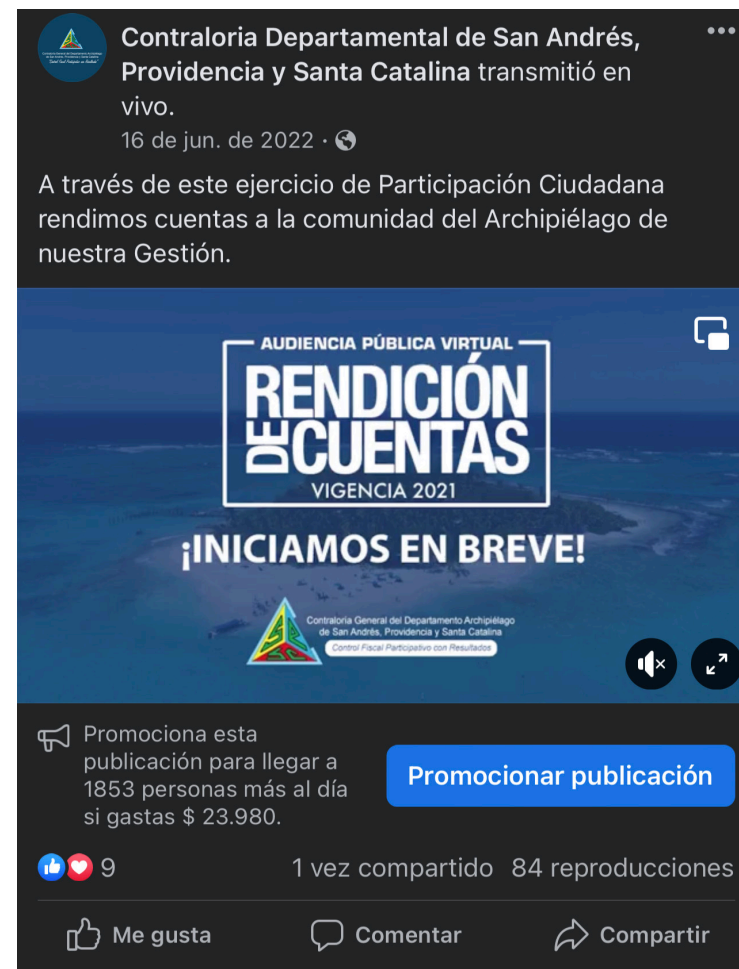 Contraloria Departamental de San Andrés,
Providencia y Santa Catalina transmitió en
vivo.
16 de jun. de 2022 ·
A través de este ejercicio de Participación Ciudadana
rendimos cuentas a la comunidad del Archipiélago de
nuestra Gestión.
AUDIENCIA PÚBLICA VIRTUAL
RENDICIÓN
DE CUENTAS
VIGENCIA 2021
¡INICIAMOS EN BREVE!
Contraloria General del Departamento Archipiélago
de San Andrés, Providencia y Santa Catalina
Control Fiscal Participativo con Resultados
Promociona esta
publicación para llegar a
1853 personas más al día
si gastas $ 23.980.
Promocionar publicación
9
1 vez compartido 84 reproducciones
Me gusta
Comentar
Compartir